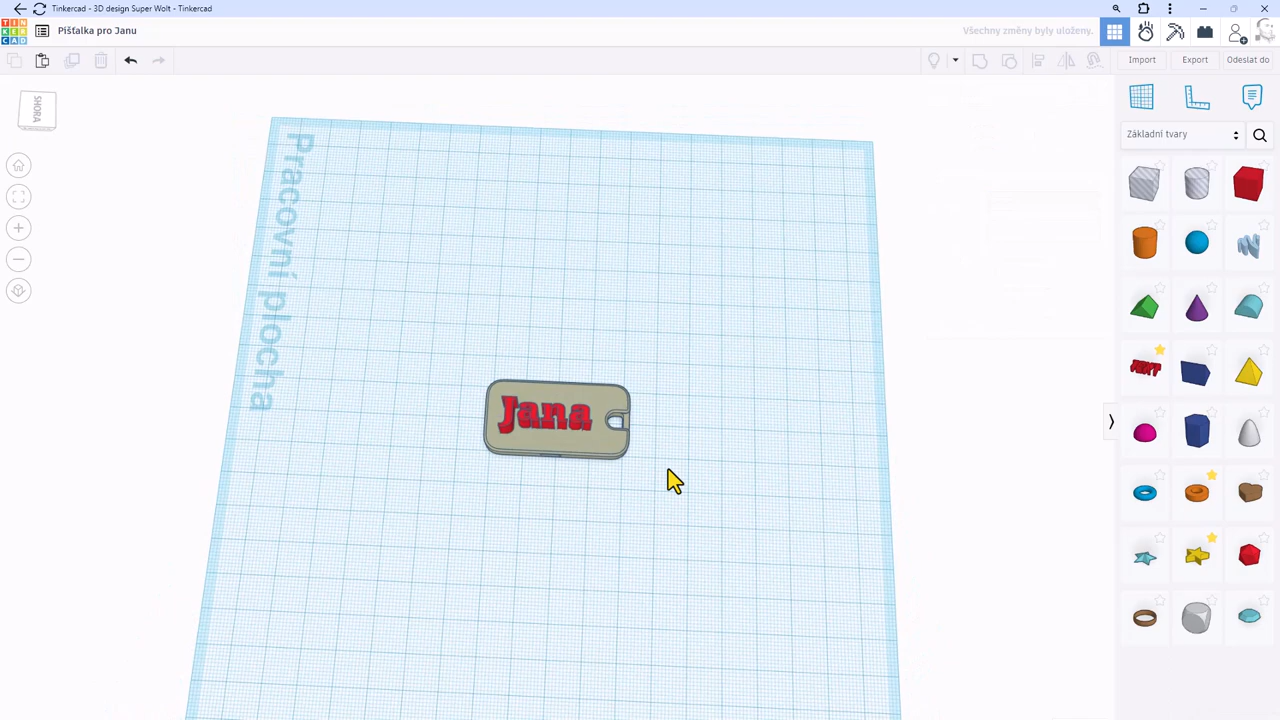 Tinkercad - 3D design Super Wolt - Tinkercad
TIN
KER
CAD
Píšťalka pro Janu
Všechny změny byly uloženy.
Import
Export
Odeslat do
SHORA
Základní tvary
Pracovní plocha
Jana
TEXT